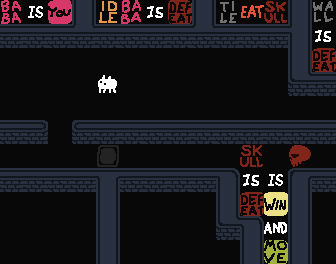 BABA IS YOU
IDLE BABA IS DEFEAT
TILE EAT SKULL
WALL
IS
DEFEAT
SKULL
IS
DEFEAT
IS
WIN
AND
MOVE